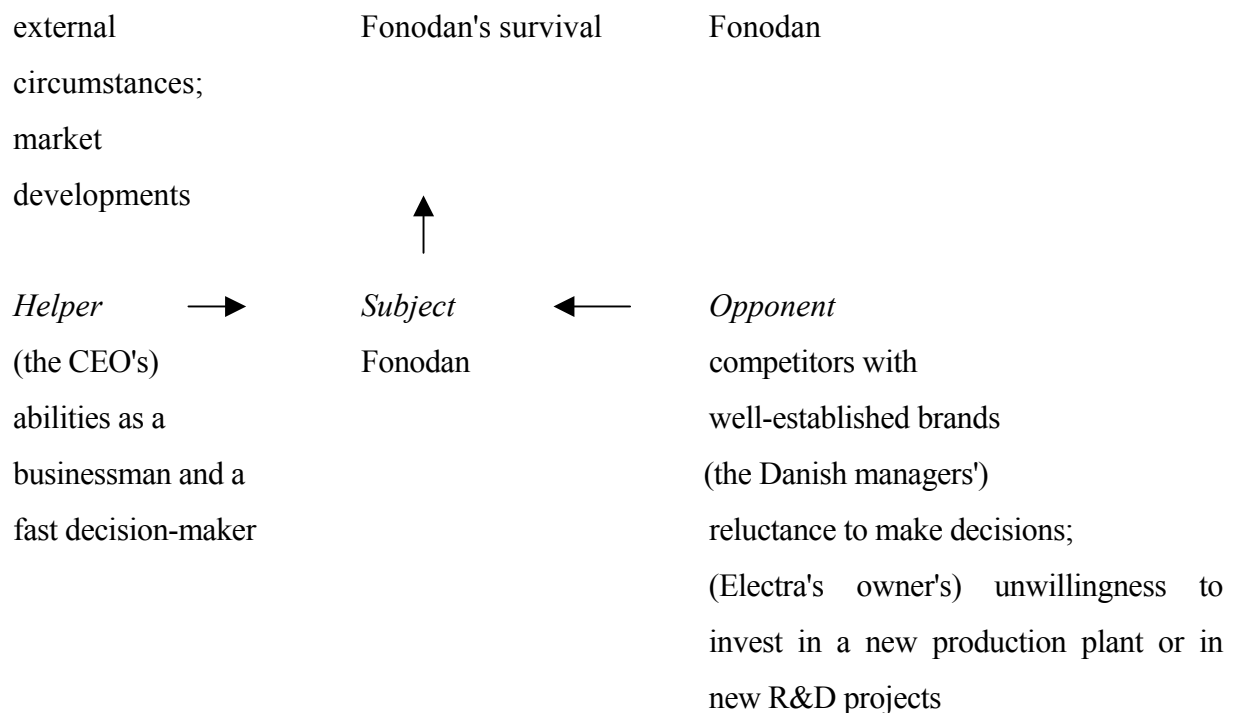 external Fonodan's survival Fonodan
circumstances;
market
developments
Helper Subject Opponent
(the CEO's) Fonodan competitors with
abilities as a well-established brands
businessman and a (the Danish managers')
fast decision-maker reluctance to make decisions;
(Electra's owner's) unwillingness to
invest in a new production plant or in
new R&D projects